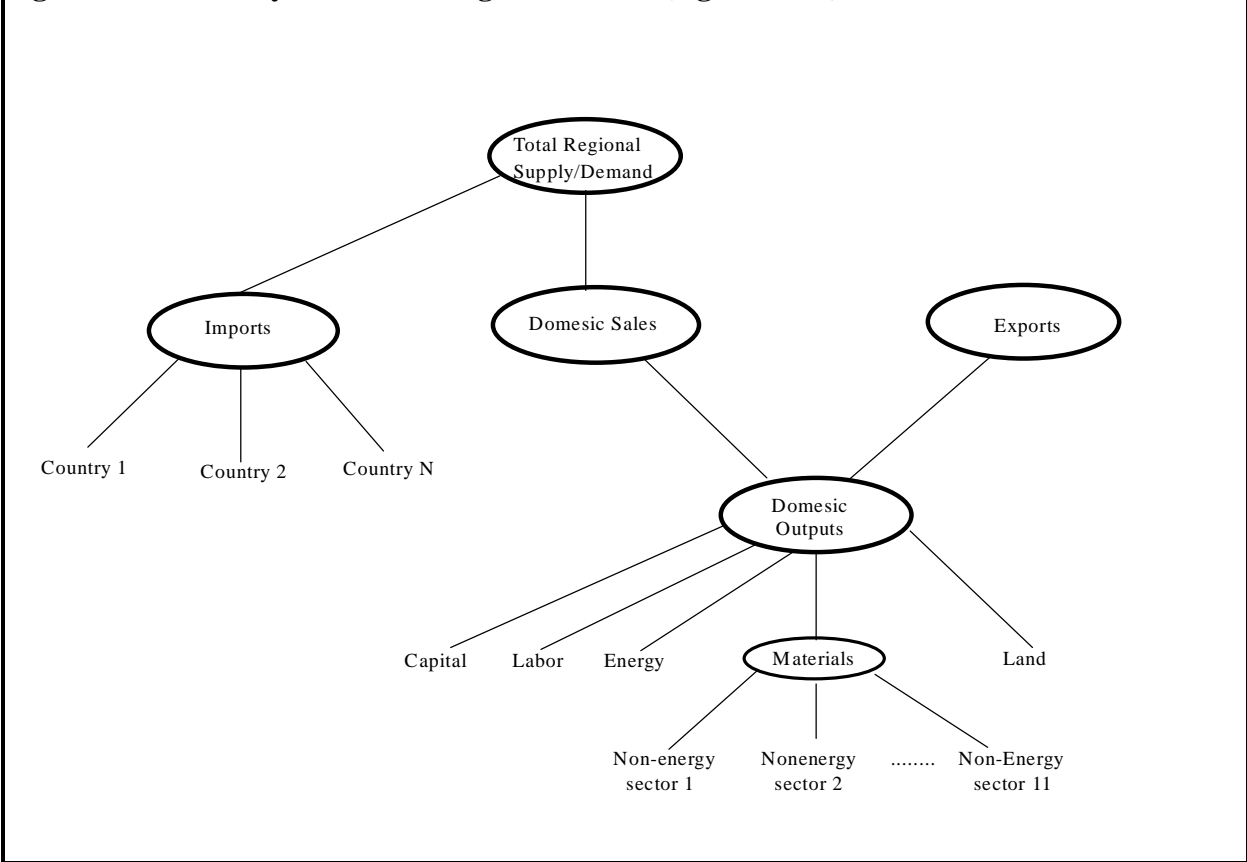 Total Regional
Supply/Demand
Imports
Domesic Sales
Exports
Country 1
Country 2
Country N
Domesic
Outputs
Capital
Labor
Energy
Materials
Land
Non-energy
sector 1
Nonenergy
sector 2
........
Non-Energy
sector 11